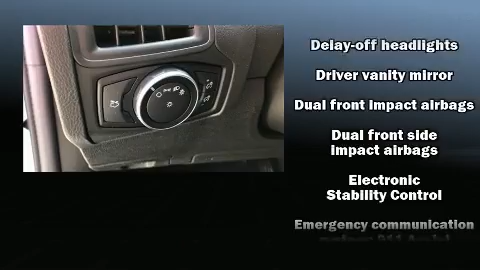 Delay-off headlights
Driver vanity mirror
Dual front impact airbags
Dual front side
impact airbags
Electronic
Stability Control
Emergency communication